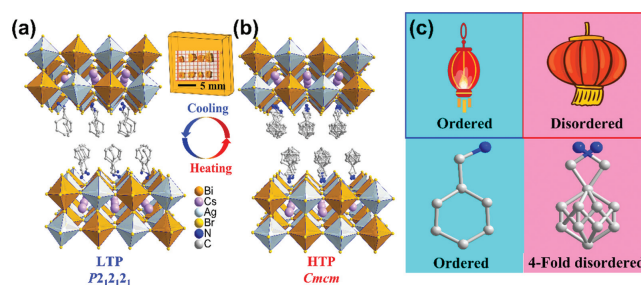 (a)
(b)
(c)
5 mm
Cooling
Heating
Bi
Cs
Ag
Br
N
C
LTP
P2₁2₁2₁
HTP
Cmcm
Ordered
Disordered
Ordered
4-Fold disordered